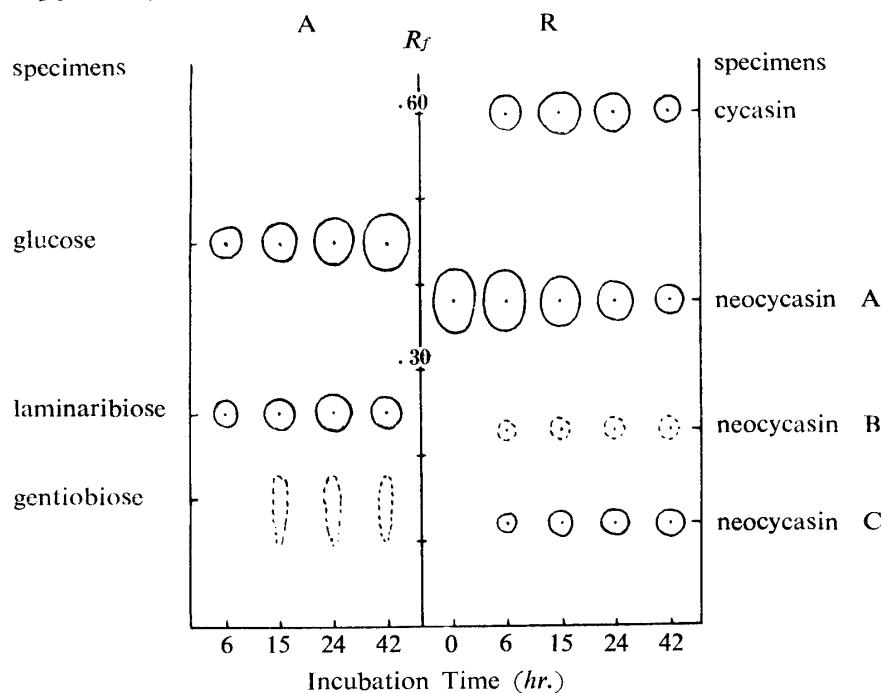 A R_f R
specimens specimens
.60 cycasin
glucose
neocycasin A
.30
laminaribiose
neocycasin B
gentiobiose
neocycasin C
6 15 24 42 0 6 15 24 42
Incubation Time (hr.)